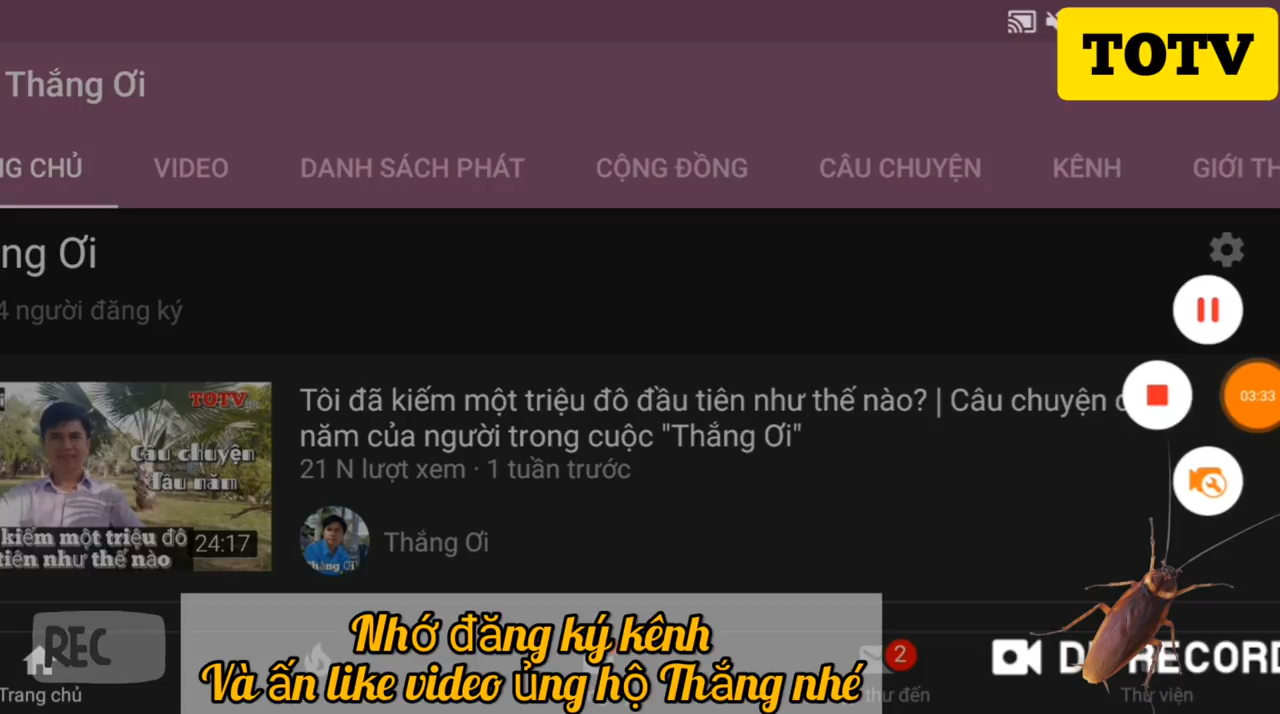 TOTV
Thắng Ơi
NG CHỦ VIDEO DANH SÁCH PHÁT CỘNG ĐỒNG CÂU CHUYỆN KÊNH GIỚI TH
ng Ơi
4 người đăng ký
Tôi đã kiếm một triệu đô đầu tiên như thế nào? | Câu chuyện
năm của người trong cuộc "Thắng Ơi"
21 N lượt xem · 1 tuần trước
03:33
TOTV
Câu chuyện
đầu năm
kiếm một triệu đô
tiên như thế nào
24:17
Thắng Ơi
Thắng Ơi
Nhớ đăng ký kênh
Và ấn like video ủng hộ Thắng nhé
REC
2
RECORD
Trang chủ
thư đến
Thư viện